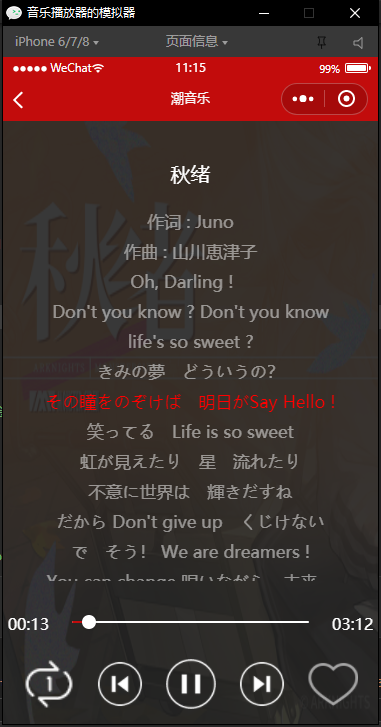 音乐播放器的模拟器
iPhone 6/7/8
页面信息
WeChat
11:15
99%
潮音乐
秋绪
秋绪
作词 : Juno
作曲 : 山川恵津子
Oh, Darling !
Don't you know ? Don't you know
life's so sweet ?
きみの夢 どういうの?
その瞳をのぞけば 明日がSay Hello !
笑ってる Life is so sweet
虹が見えたり 星 流れたり
不意に世界は 輝きだすね
だから Don't give up くじけない
で そう! We are dreamers !
You can change 唄いながら 未来
00:13
03:12
1